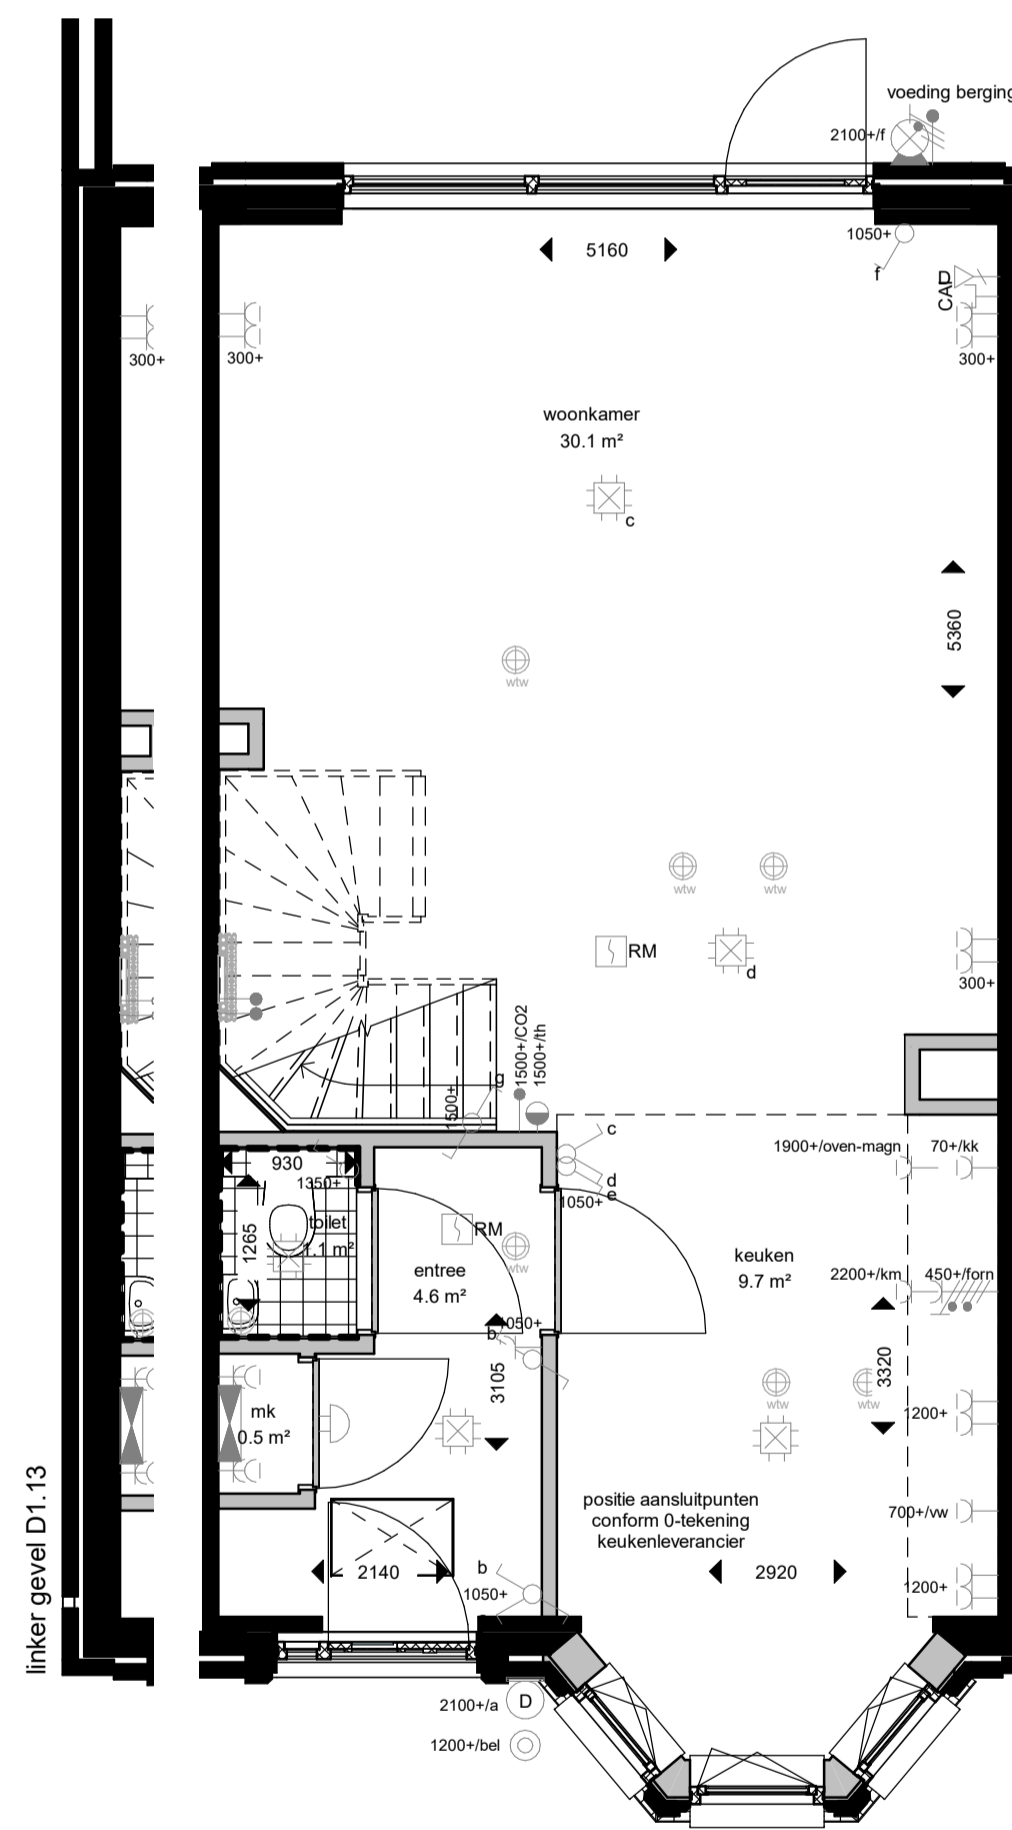 voeding berging
2100+/f
5160
1050+
f
CAI
D
300+
300+
300+
woonkamer
30.1 m²
c
5360
wtw
wtw
wtw
RM
d
300+
1500+/CO2
1500+/th
g
1500+
c
d
e
1050+
1900+/oven-magn
70+/kk
930
1350+
toilet
1.1 m²
1265
RM
wtw
entree
4.6 m²
keuken
9.7 m²
2200+/km
450+/forn
1050+
b
3105
3320
wtw
wtw
1200+
mk
0.5 m²
positie aansluitpunten
conform 0-tekening
keukenleverancier
700+/vw
2140
b
1050+
2920
1200+
linker gevel D1.13
2100+/a
D
1200+/bel